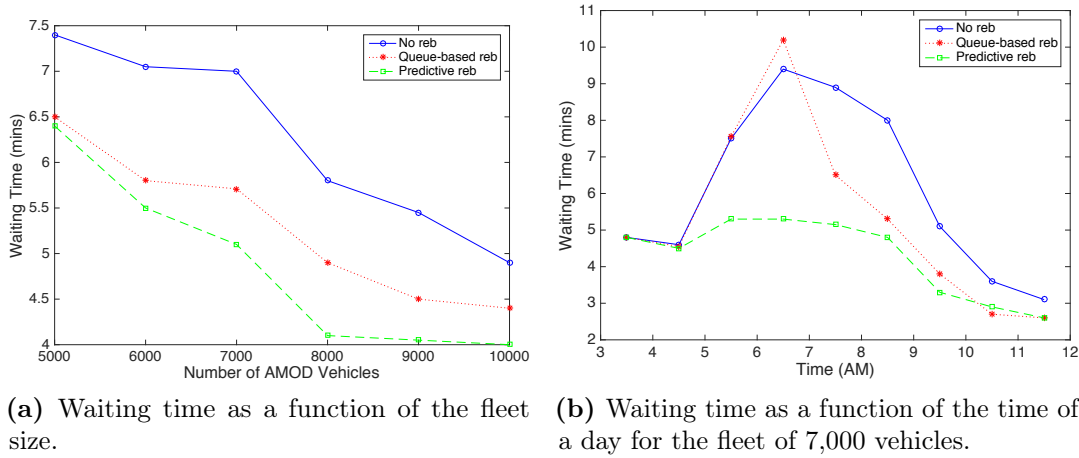 7.5
7
6.5
6
5.5
5
4.5
4
Waiting Time (mins)
5000 6000 7000 8000 9000 10000
Number of AMOD Vehicles
No reb
Queue-based reb
Predictive reb
(a) Waiting time as a function of the fleet
size.
11
10
9
8
7
6
5
4
3
2
Waiting Time (mins)
3 4 5 6 7 8 9 10 11 12
Time (AM)
No reb
Queue-based reb
Predictive reb
(b) Waiting time as a function of the time of
a day for the fleet of 7,000 vehicles.